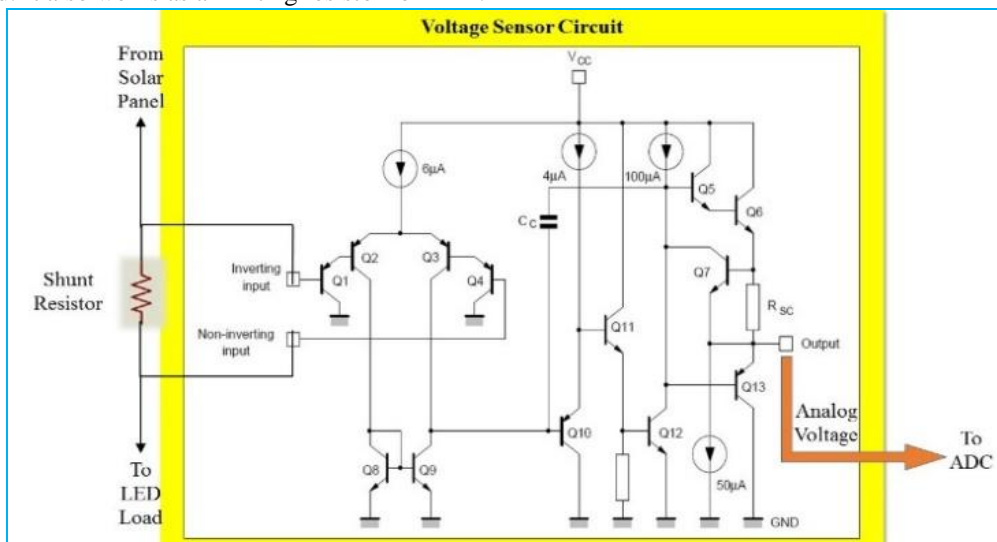 Voltage Sensor Circuit
From
Solar
Panel
VCC
6µA
4µA
100µA
Q5
Q6
CC
Q2
Q3
Q7
Shunt
Resistor
Inverting
input
Q1
Q4
RSC
Non-inverting
input
Q11
Output
Q13
Q10
Q12
Analog
Voltage
To
ADC
To
LED
Load
Q8
Q9
50µA
GND